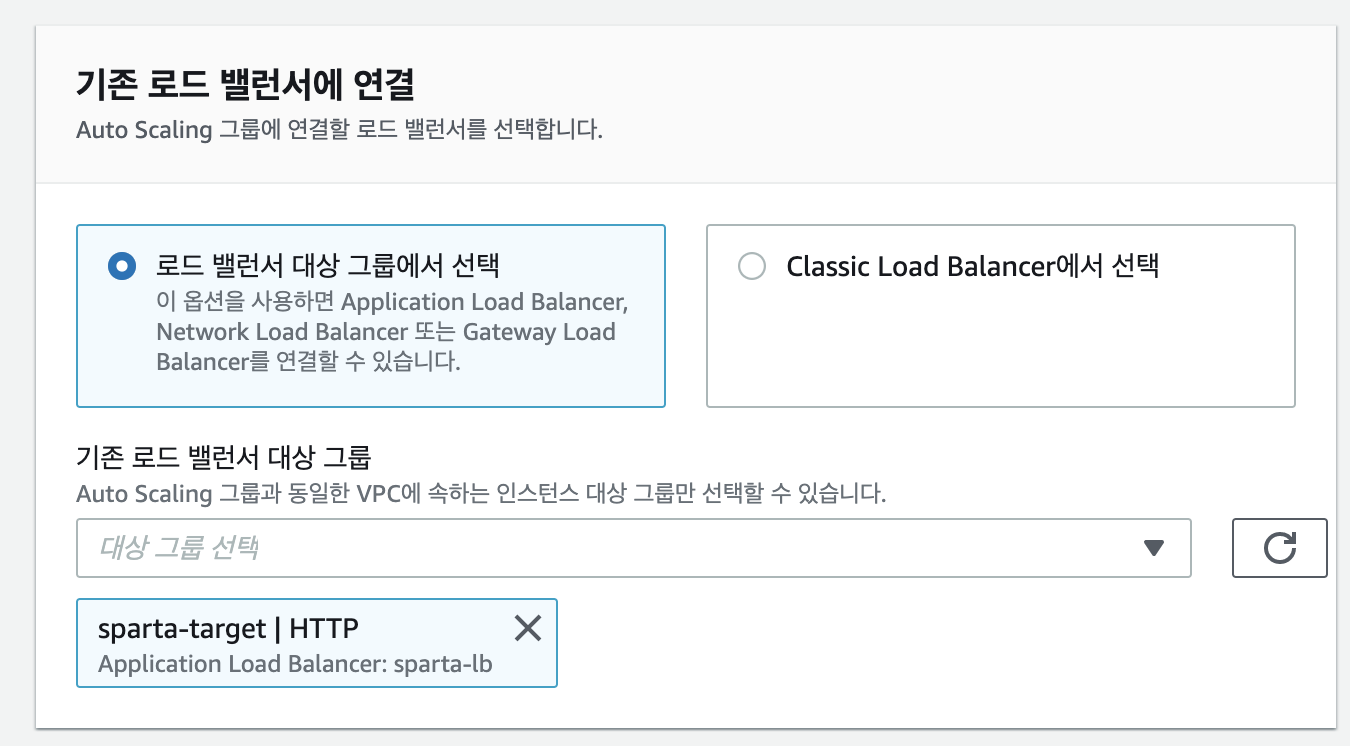 기존 로드 밸런서에 연결
Auto Scaling 그룹에 연결할 로드 밸런서를 선택합니다.
로드 밸런서 대상 그룹에서 선택
이 옵션을 사용하면 Application Load Balancer,
Network Load Balancer 또는 Gateway Load
Balancer를 연결할 수 있습니다.
Classic Load Balancer에서 선택
기존 로드 밸런서 대상 그룹
Auto Scaling 그룹과 동일한 VPC에 속하는 인스턴스 대상 그룹만 선택할 수 있습니다.
대상 그룹 선택
sparta-target | HTTP
Application Load Balancer: sparta-lb